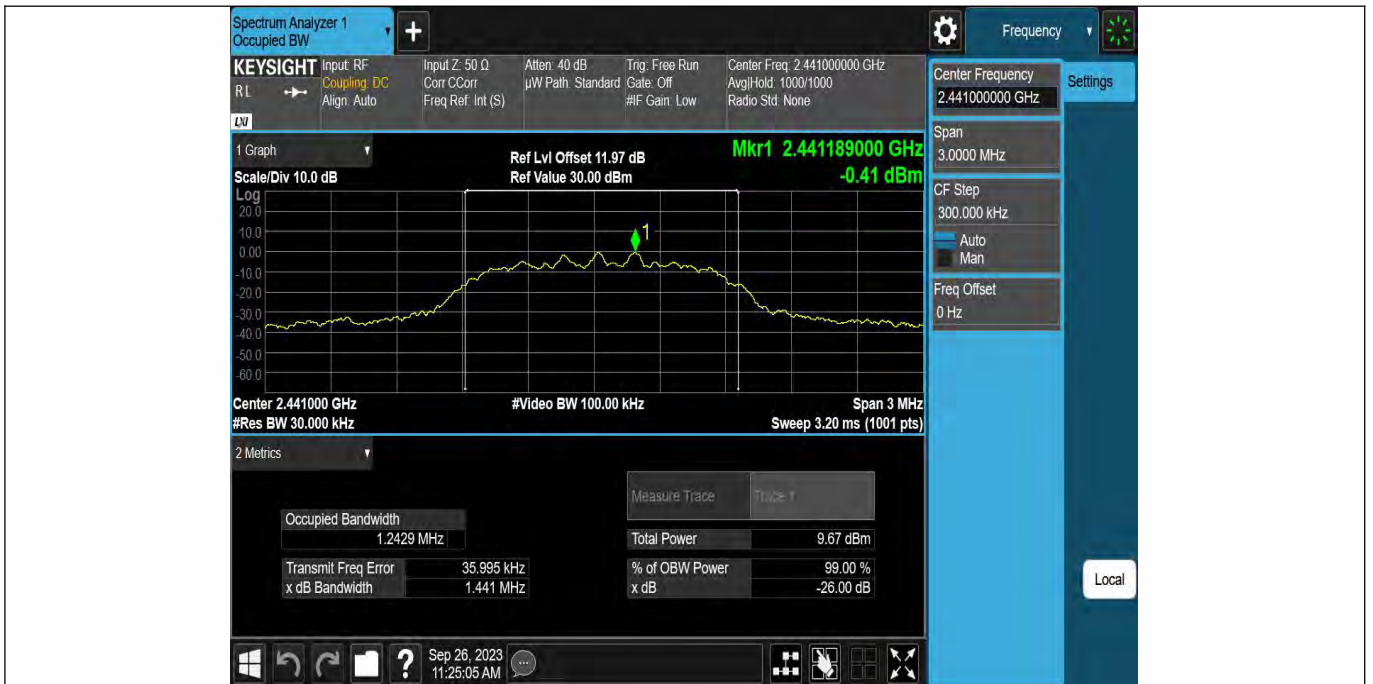 Spectrum Analyzer 1
Occupied BW
+
Frequency
KEYSIGHT
RL
LXI
Input: RF
Coupling: DC
Align: Auto
Input Z: 50 Ω
Corr CCorr
Freq Ref: Int (S)
Atten: 40 dB
µW Path: Standard
Trig: Free Run
Gate: Off
#IF Gain: Low
Center Freq: 2.441000000 GHz
Avg|Hold: 1000/1000
Radio Std: None
Center Frequency
2.441000000 GHz
Settings
Span
3.0000 MHz
CF Step
300.000 kHz
Auto
Man
Freq Offset
0 Hz
Local
1 Graph
Scale/Div 10.0 dB
Ref Lvl Offset 11.97 dB
Ref Value 30.00 dBm
Mkr1 2.441189000 GHz
-0.41 dBm
Log
20.0
10.0
0.00
-10.0
-20.0
-30.0
-40.0
-50.0
-60.0
1
Center 2.441000 GHz
#Video BW 100.00 kHz
Span 3 MHz
#Res BW 30.000 kHz
Sweep 3.20 ms (1001 pts)
2 Metrics
Measure Trace Trace 1
Occupied Bandwidth
1.2429 MHz
Total Power 9.67 dBm
Transmit Freq Error 35.995 kHz
% of OBW Power 99.00 %
x dB Bandwidth 1.441 MHz
x dB -26.00 dB
?
Sep 26, 2023
11:25:05 AM